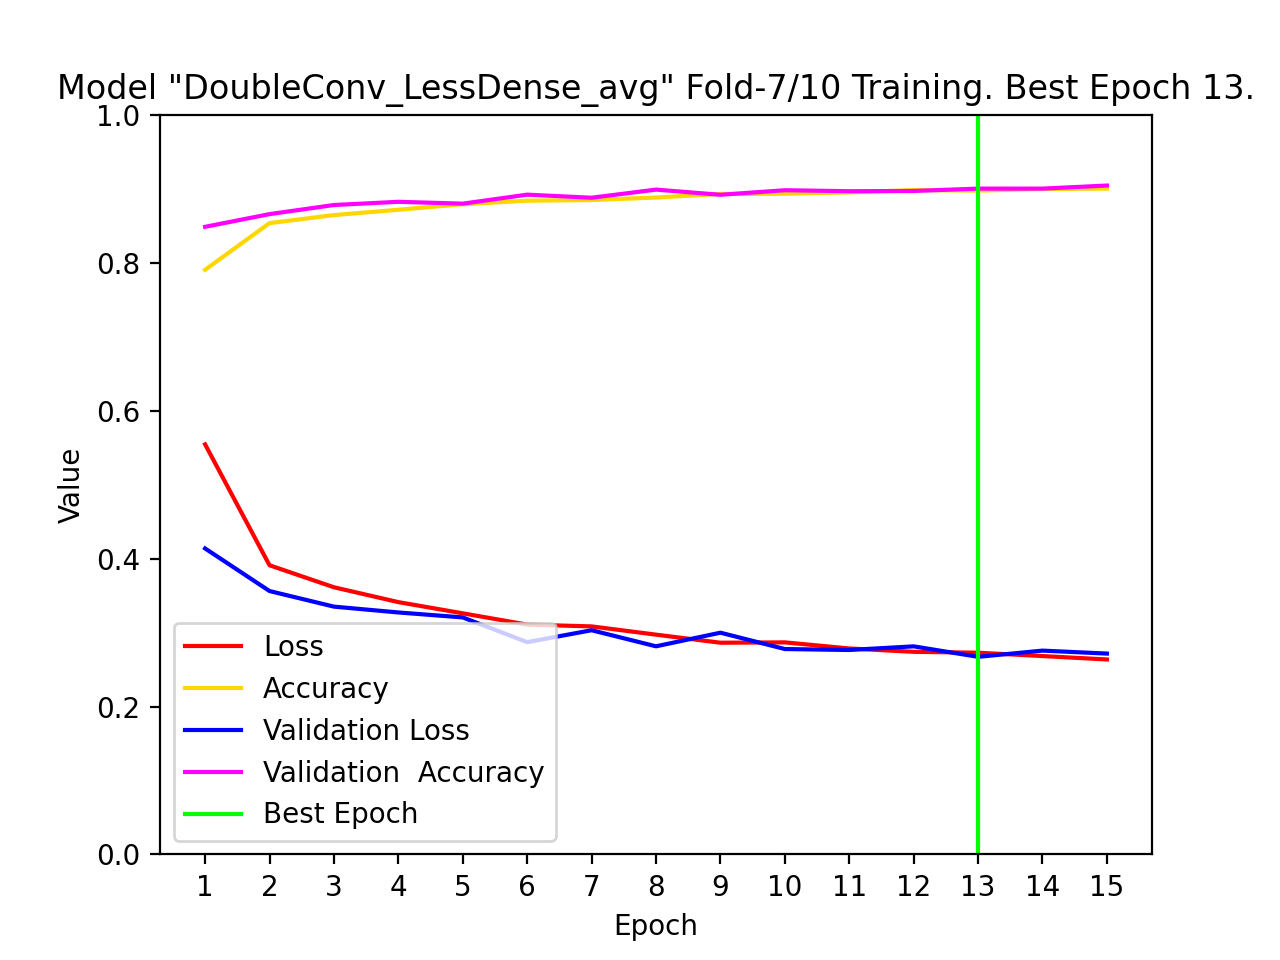 Model "DoubleConv_LessDense_avg" Fold-7/10 Training. Best Epoch 13.
1.0
0.8
0.6
0.4
0.2
0.0
Value
Loss
Accuracy
Validation Loss
Validation  Accuracy
Best Epoch
1 2 3 4 5 6 7 8 9 10 11 12 13 14 15
Epoch